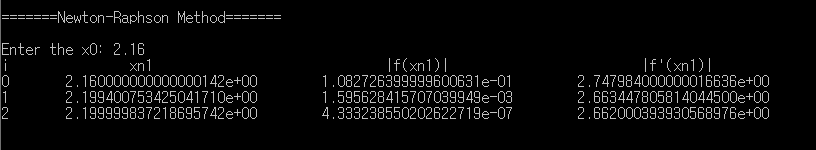 =======Newton-Raphson Method=======
Enter the x0: 2.16
i xn1 |f(xn1)| |f'(xn1)|
0 2.160000000000000142e+00 1.082726399999600631e-01 2.747984000000016636e+00
1 2.199400753425041710e+00 1.595628415707039949e-03 2.663447805814044500e+00
2 2.199999837218695742e+00 4.333238550202622719e-07 2.662000393930568976e+00